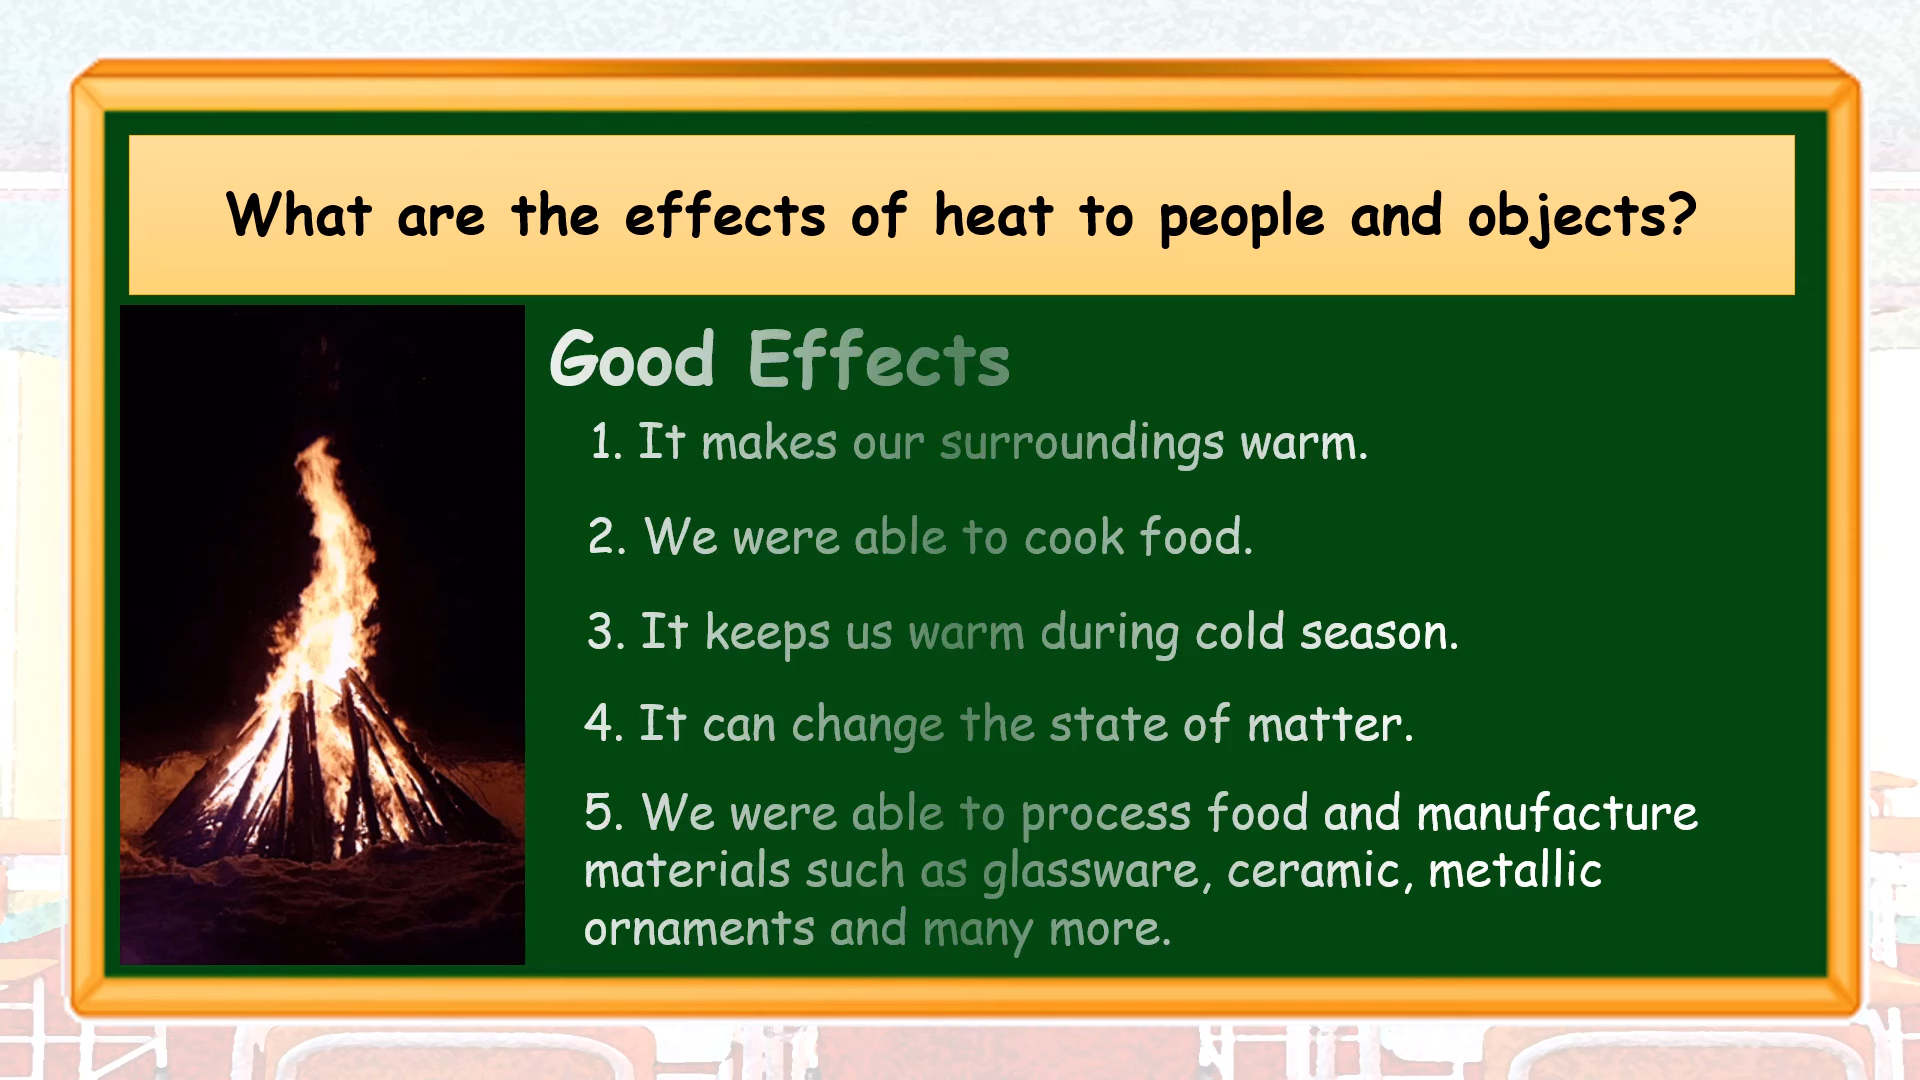 What are the effects of heat to people and objects?
Good Effects
1. It makes our surroundings warm.
2. We were able to cook food.
3. It keeps us warm during cold season.
4. It can change the state of matter.
5. We were able to process food and manufacture
materials such as glassware, ceramic, metallic
ornaments and many more.